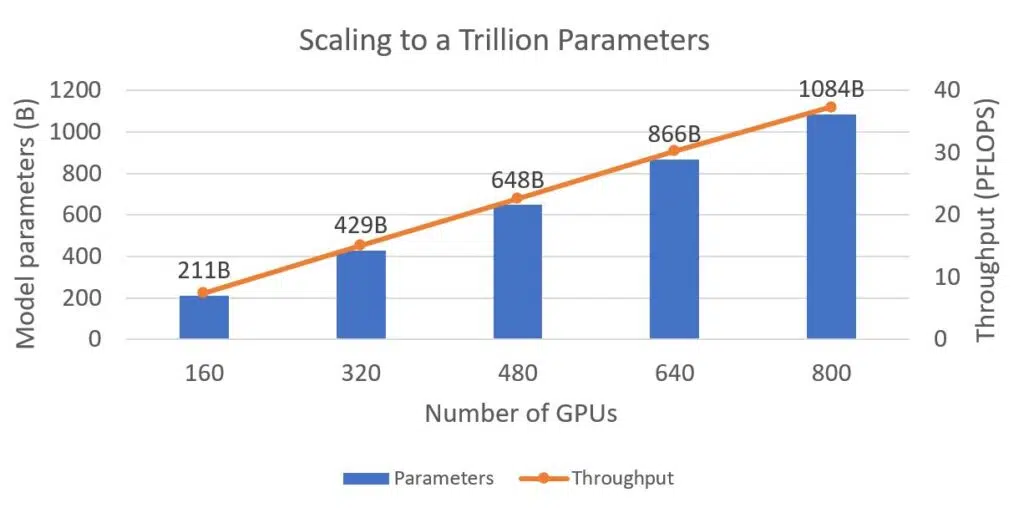 Scaling to a Trillion Parameters
Model parameters (B)
1200
1000
800
600
400
200
0
211B
429B
648B
866B
1084B
40
30
20
10
0
Throughput (PFLOPS)
160 320 480 640 800
Number of GPUs
Parameters Throughput